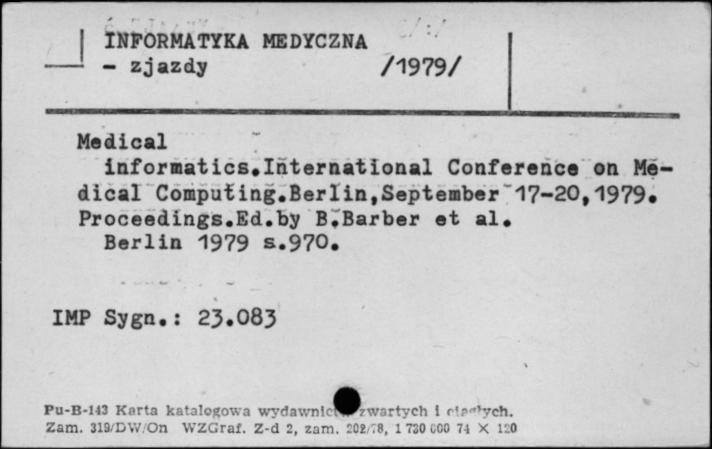 INFORMATYKA MEDYCZNA
- zjazdy /1979/
Medical
informatics.International Conference on Me-
dical Computing.Berlin,September 17-20,1979.
Proceedings.Ed.by B.Barber et al.
Berlin 1979 s.970.
IMP Sygn.: 23.083
Pu-B-143 Karta katalogowa zwartych i
Zam. 319/DW/On WZGraf. Z-d 2, zam. 202/78, 1 730 000 74 X 120